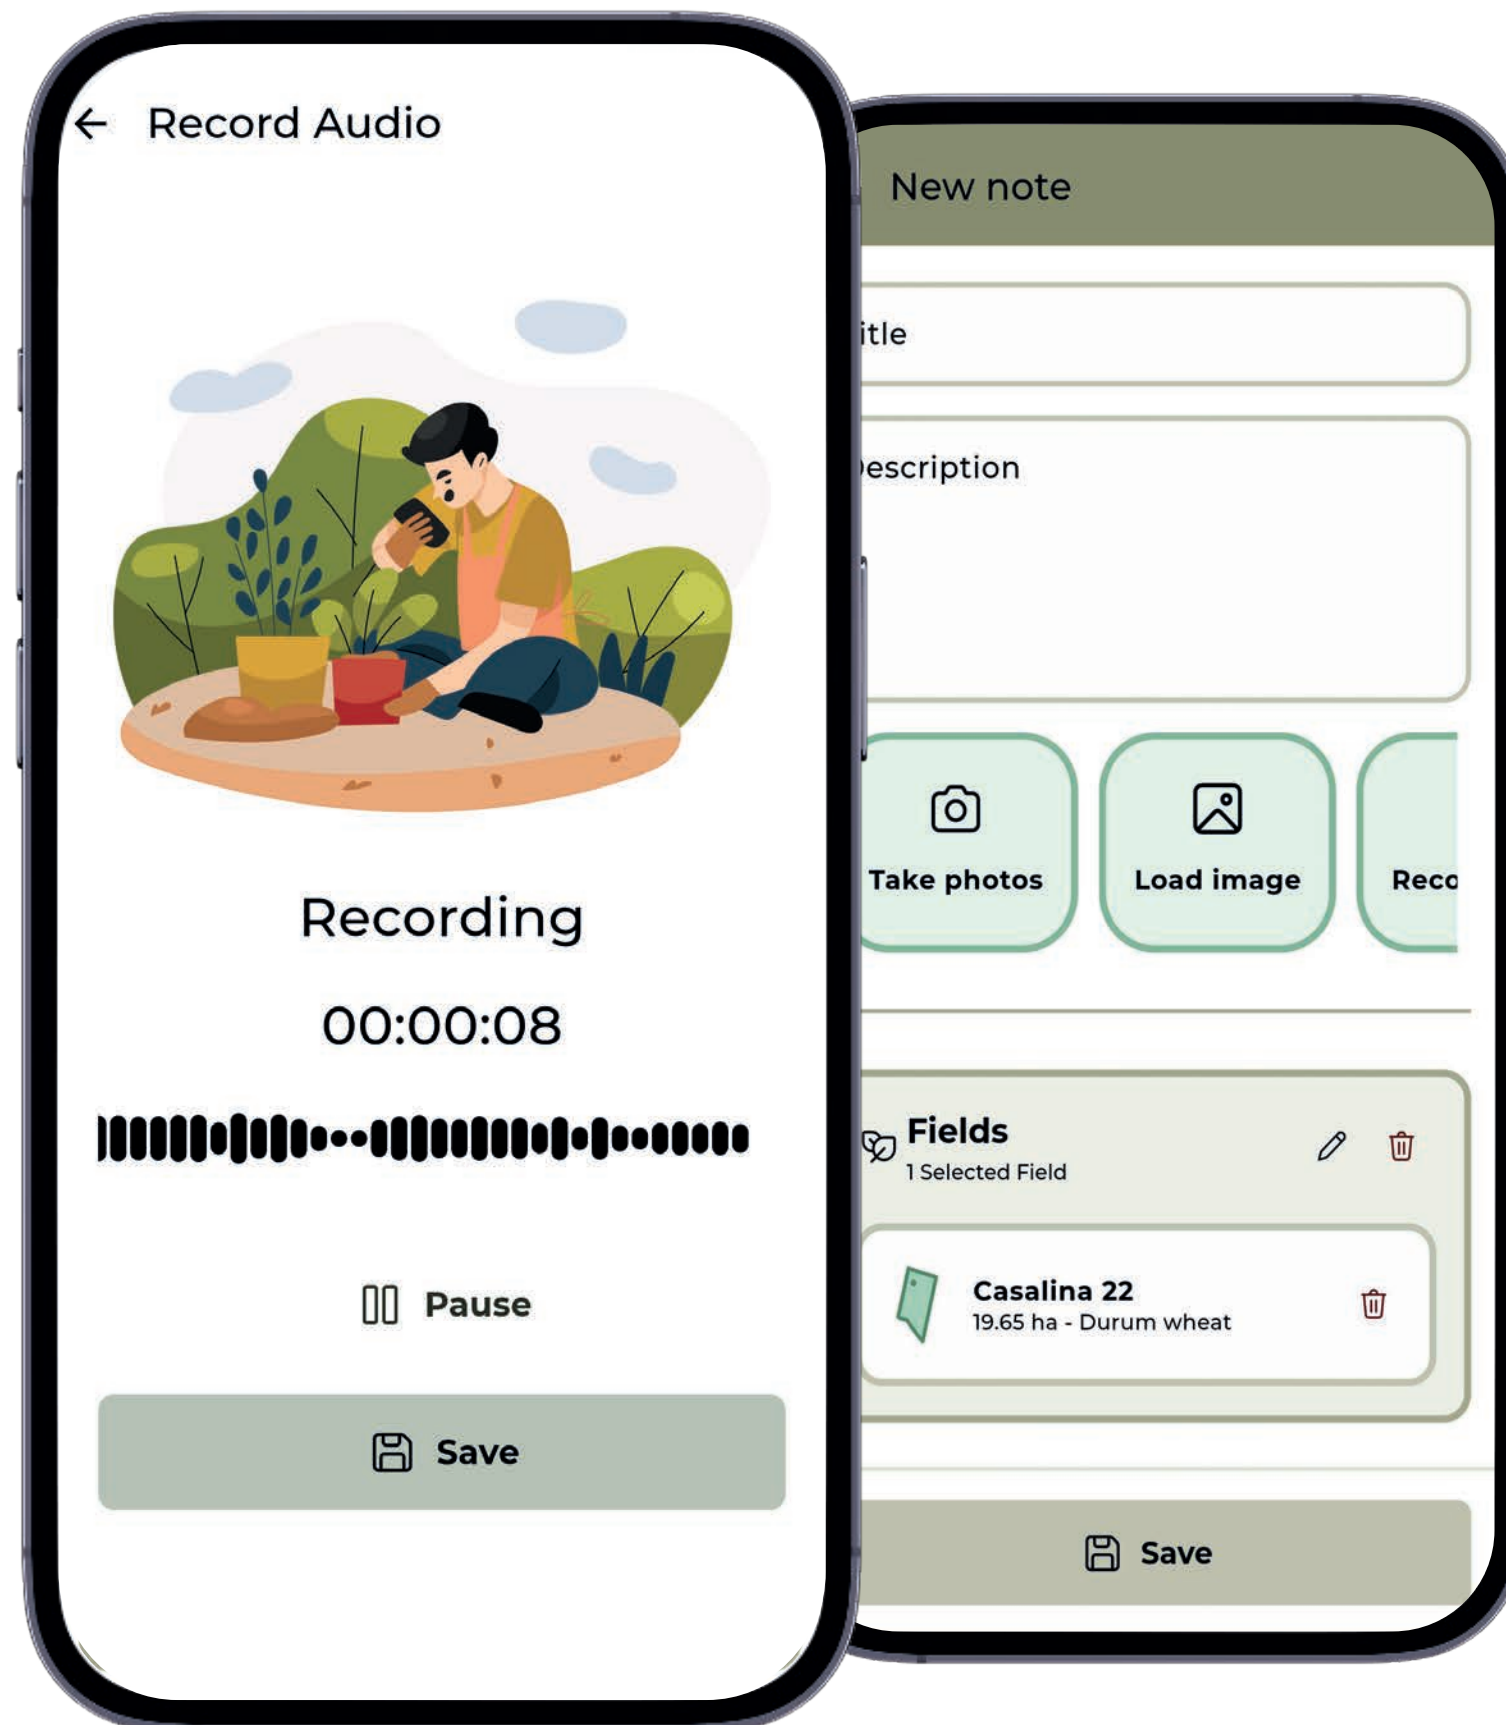 Record Audio
Recording
00:00:08
Pause
Save
New note
itle
escription
Take photos
Load image
Reco
Fields
1 Selected Field
Casalina 22
19.65 ha - Durum wheat
Save